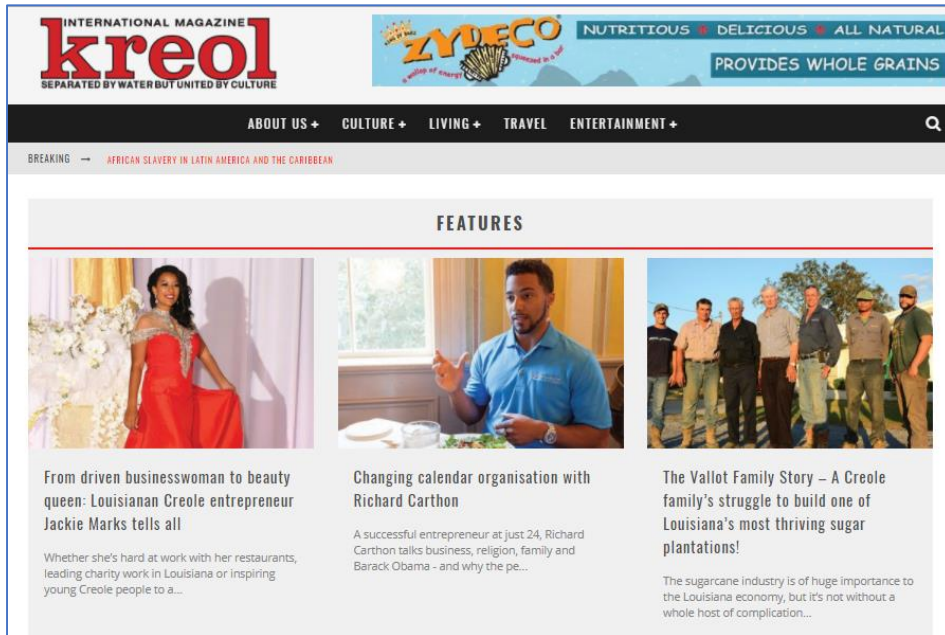 INTERNATIONAL MAGAZINE
kreol
SEPARATED BY WATER BUT UNITED BY CULTURE
ZYDECO
a wallop of energy
squeezed in a bar
NUTRITIOUS DELICIOUS ALL NATURAL
PROVIDES WHOLE GRAINS
ABOUT US + CULTURE + LIVING + TRAVEL ENTERTAINMENT +
BREAKING → AFRICAN SLAVERY IN LATIN AMERICA AND THE CARIBBEAN
FEATURES
From driven businesswoman to beauty
queen: Louisianan Creole entrepreneur
Jackie Marks tells all
Whether she's hard at work with her restaurants,
leading charity work in Louisiana or inspiring
young Creole people to a...
Changing calendar organisation with
Richard Carthon
A successful entrepreneur at just 24, Richard
Carthon talks business, religion, family and
Barack Obama - and why the pe...
The Vallot Family Story – A Creole
family's struggle to build one of
Louisiana's most thriving sugar
plantations!
The sugarcane industry is of huge importance to
the Louisiana economy, but it's not without a
whole host of complication...